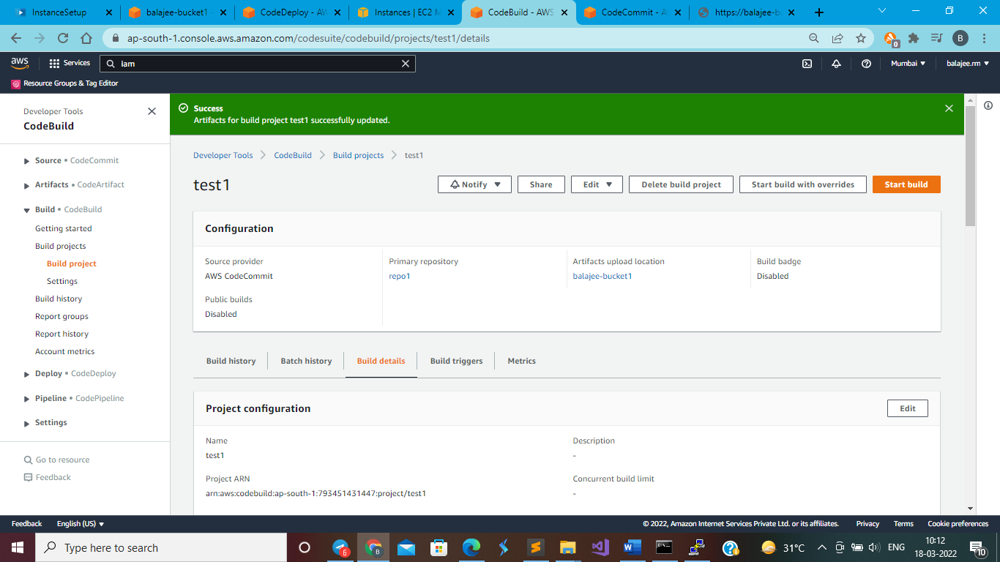 InstanceSetup
balajee-bucket1 -
CodeDeploy - AW
Instances | EC2 M
CodeBuild - AWS
CodeCommit - AW
https://balajee-b
ap-south-1.console.aws.amazon.com/codesuite/codebuild/projects/test1/details
0
B
aws
Services
iam
Mumbai
balajee.rm
Resource Groups & Tag Editor
Developer Tools
CodeBuild
Source • CodeCommit
Artifacts • CodeArtifact
Build • CodeBuild
Getting started
Build projects
Build project
Settings
Build history
Report groups
Report history
Account metrics
Deploy • CodeDeploy
Pipeline • CodePipeline
Settings
Go to resource
Feedback
Success
Artifacts for build project test1 successfully updated.
Developer Tools
CodeBuild
Build projects
test1
test1
Notify
Share
Edit
Delete build project
Start build with overrides
Start build
Configuration
Source provider
AWS CodeCommit
Primary repository
repo1
Artifacts upload location
balajee-bucket1
Build badge
Disabled
Public builds
Disabled
Build history
Batch history
Build details
Build triggers
Metrics
Project configuration
Edit
Name
test1
Description
-
Project ARN
arn:aws:codebuild:ap-south-1:793451431447:project/test1
Concurrent build limit
-
Feedback
English (US)
© 2022, Amazon Internet Services Private Ltd. or its affiliates.
Privacy
Terms
Cookie preferences
Type here to search
6
B
31°C
ENG
10:12
18-03-2022
10